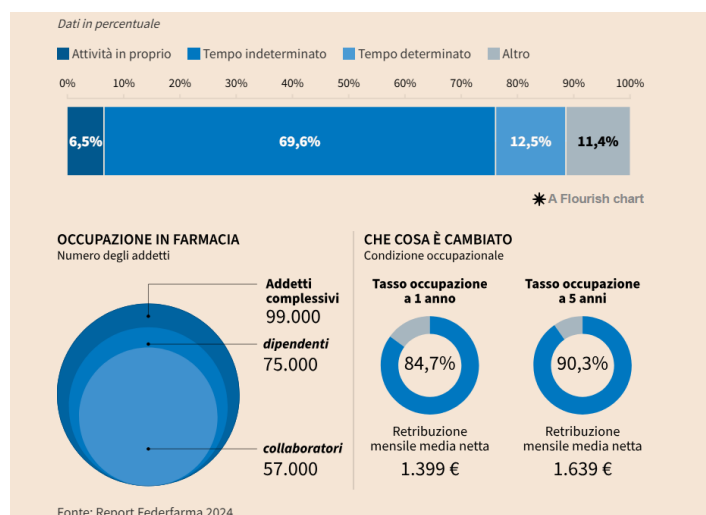 Dati in percentuale
Attività in proprio Tempo indeterminato Tempo determinato Altro
0% 10% 20% 30% 40% 50% 60% 70% 80% 90% 100%
6,5% 69,6% 12,5% 11,4%
A Flourish chart
OCCUPAZIONE IN FARMACIA
Numero degli addetti
Addetti
complessivi
99.000
dipendenti
75.000
collaboratori
57.000
CHE COSA È CAMBIATO
Condizione occupazionale
Tasso occupazione
a 1 anno
84,7%
Retribuzione
mensile media netta
1.399 €
Tasso occupazione
a 5 anni
90,3%
Retribuzione
mensile media netta
1.639 €
Fonte: Report Federfarma 2024